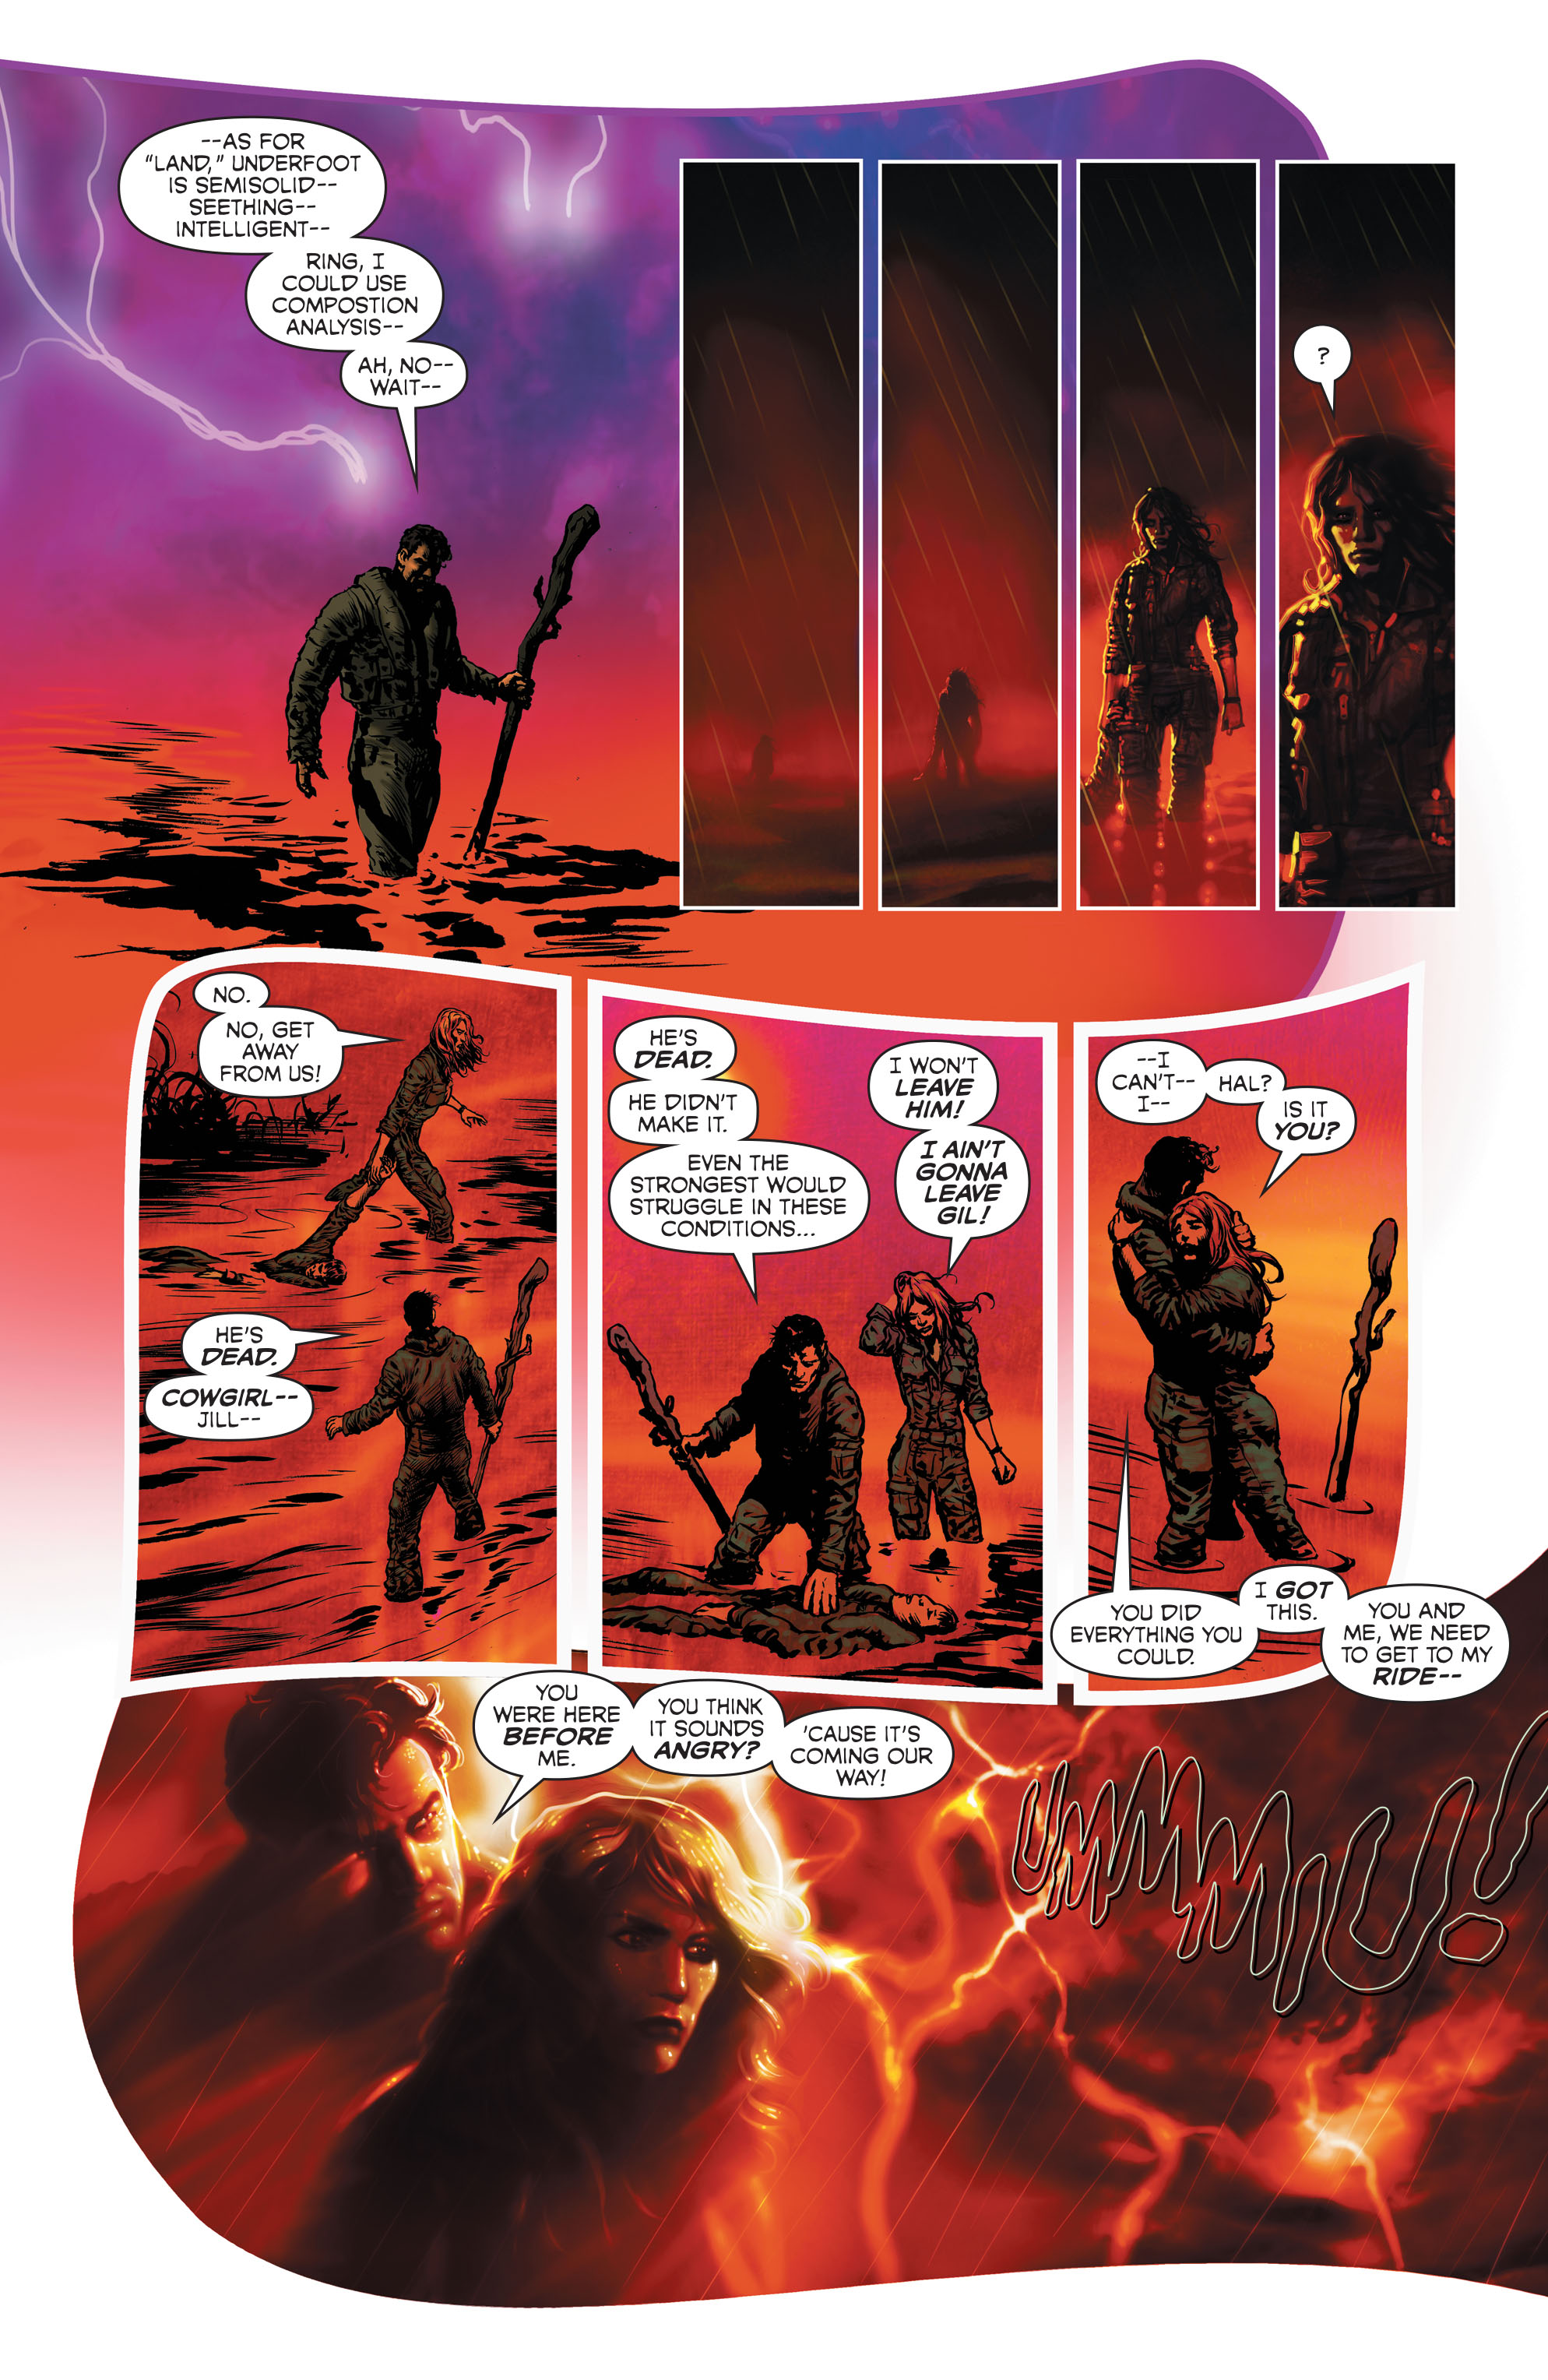 --AS FOR
"LAND," UNDERFOOT
IS SEMISOLID--
SEETHING--
INTELLIGENT--
RING, I
COULD USE
COMPOSTION
ANALYSIS--
AH, NO--
WAIT--
?
NO.
NO, GET
AWAY
FROM US!
HE'S
DEAD.
COWGIRL--
JILL--
HE'S
DEAD.
HE DIDN'T
MAKE IT.
EVEN THE
STRONGEST WOULD
STRUGGLE IN THESE
CONDITIONS...
I WON'T
LEAVE
HIM!
I AIN'T
GONNA
LEAVE
GIL!
--I
CAN'T--
I--
HAL?
IS IT
YOU?
YOU DID
EVERYTHING YOU
COULD.
I GOT
THIS.
YOU AND
ME, WE NEED
TO GET TO MY
RIDE--
YOU
WERE HERE
BEFORE
ME.
YOU THINK
IT SOUNDS
ANGRY?
'CAUSE IT'S
COMING OUR
WAY!
UMMMIU!